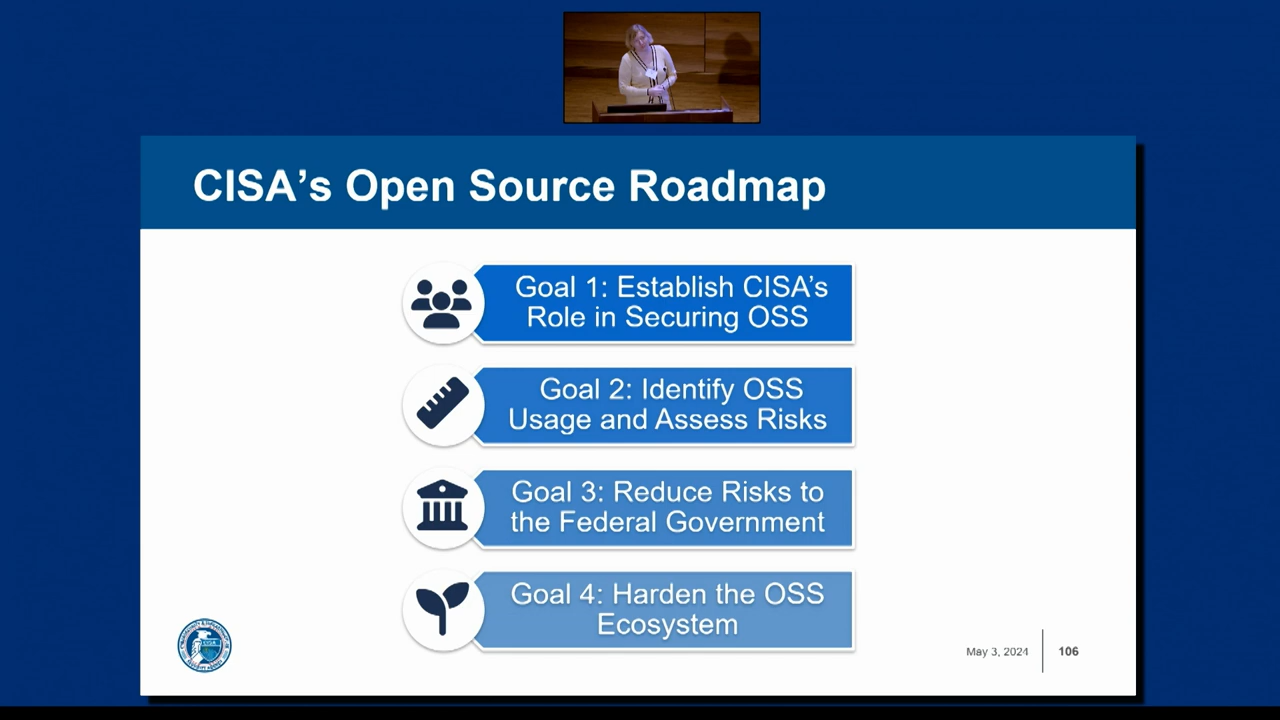 CISA’s Open Source Roadmap
Goal 1: Establish CISA’s
Role in Securing OSS
Goal 2: Identify OSS
Usage and Assess Risks
Goal 3: Reduce Risks to
the Federal Government
Goal 4: Harden the OSS
Ecosystem
CISA
May 3, 2024
106